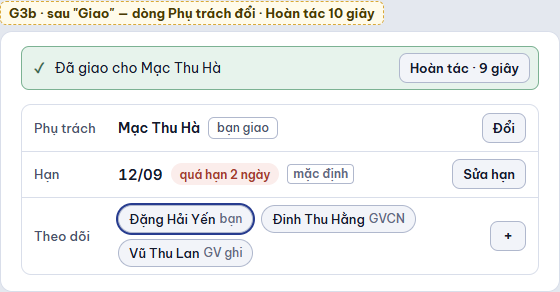 G3b · sau "Giao" — dòng Phụ trách đổi · Hoàn tác 10 giây
✓ Đã giao cho Mạc Thu Hà Hoàn tác · 9 giây
Phụ trách Mạc Thu Hà bạn giao Đổi
Hạn 12/09 quá hạn 2 ngày mặc định Sửa hạn
Theo dõi Đặng Hải Yến bạn Đinh Thu Hằng GVCN
Vũ Thu Lan GV ghi +